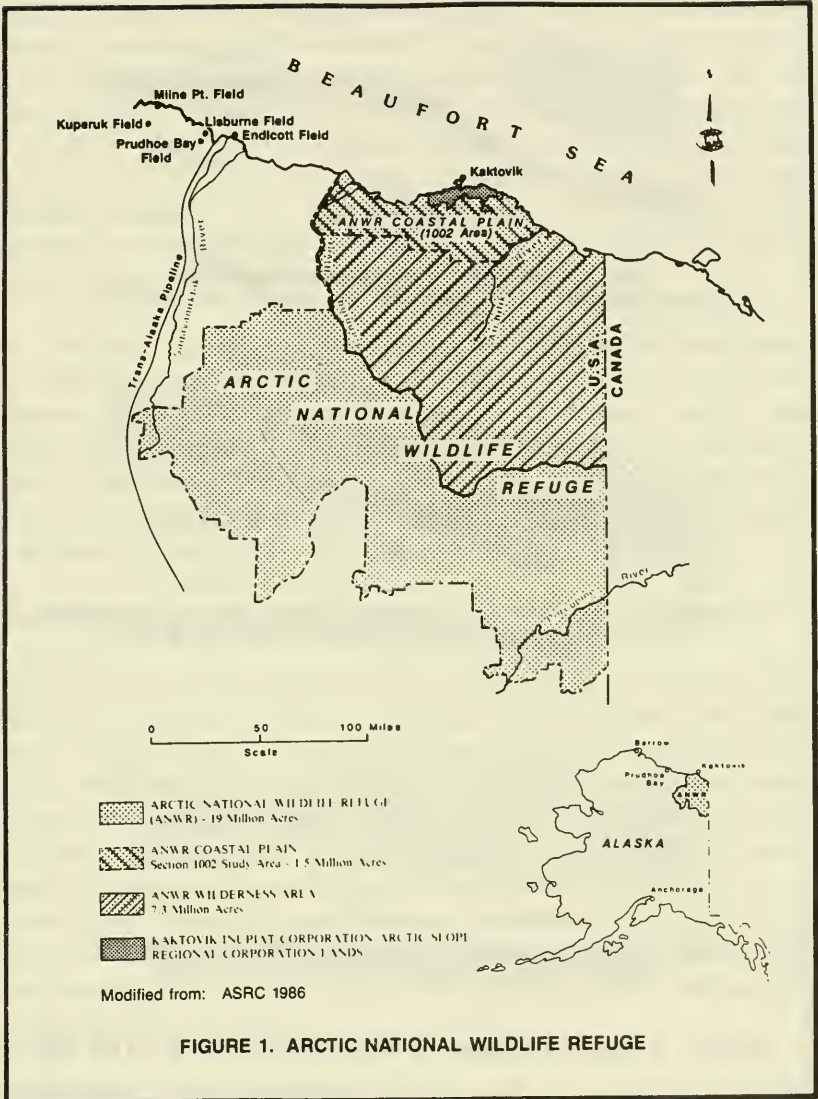 BEAUFORT SEA
Milne Pt. Field
Kuparuk Field
Lisburne Field
Prudhoe Bay
Field
Endicott Field
Kaktovik
ANWR COASTAL PLAIN
(1002 Area)
River
Trans-Alaska Pipeline
U.S.A.
CANADA
ARCTIC
NATIONAL
WILDLIFE
REFUGE
River
0 50 100 Miles
Scale
ARCTIC NATIONAL WILDLIFE REFUGE
(ANWR) - 19 Million Acres
ANWR COASTAL PLAIN
Section 1002 Study Area - 1.5 Million Acres
ANWR WILDERNESS AREA
7.3 Million Acres
KAKTOVIK INUPIAT CORPORATION ARCTIC SLOPE
REGIONAL CORPORATION LANDS
Barrow
Prudhoe
Bay
Kaktovik
ANWR
ALASKA
Anchorage
Modified from: ASRC 1986
FIGURE 1. ARCTIC NATIONAL WILDLIFE REFUGE